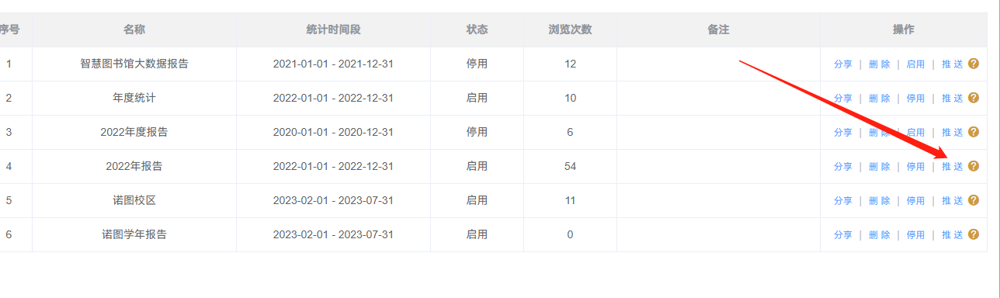 序号 名称 统计时间段 状态 浏览次数 备注 操作
1 智慧图书馆大数据报告 2021-01-01 - 2021-12-31 停用 12 分享 | 删 除 | 启用 | 推 送 ?
2 年度统计 2022-01-01 - 2022-12-31 启用 10 分享 | 删 除 | 停用 | 推 送 ?
3 2022年度报告 2020-01-01 - 2020-12-31 停用 6 分享 | 删 除 | 启用 | 推 送 ?
4 2022年报告 2022-01-01 - 2022-12-31 启用 54 分享 | 删 除 | 停用 | 推 送 ?
5 诺图校区 2023-02-01 - 2023-07-31 启用 11 分享 | 删 除 | 停用 | 推 送 ?
6 诺图学年报告 2023-02-01 - 2023-07-31 启用 0 分享 | 删 除 | 停用 | 推 送 ?